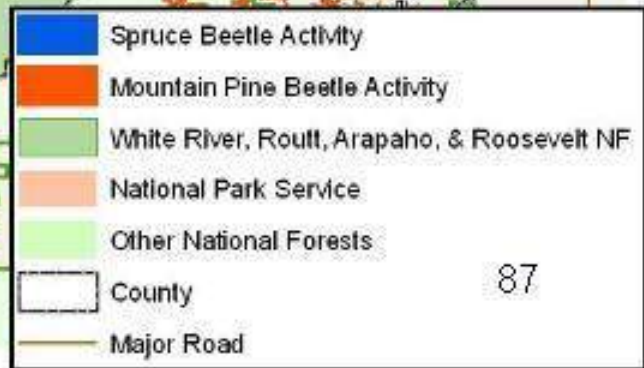 Spruce Beetle Activity
Mountain Pine Beetle Activity
White River, Routt, Arapaho, & Roosevelt NF
National Park Service
Other National Forests
County
87
Major Road